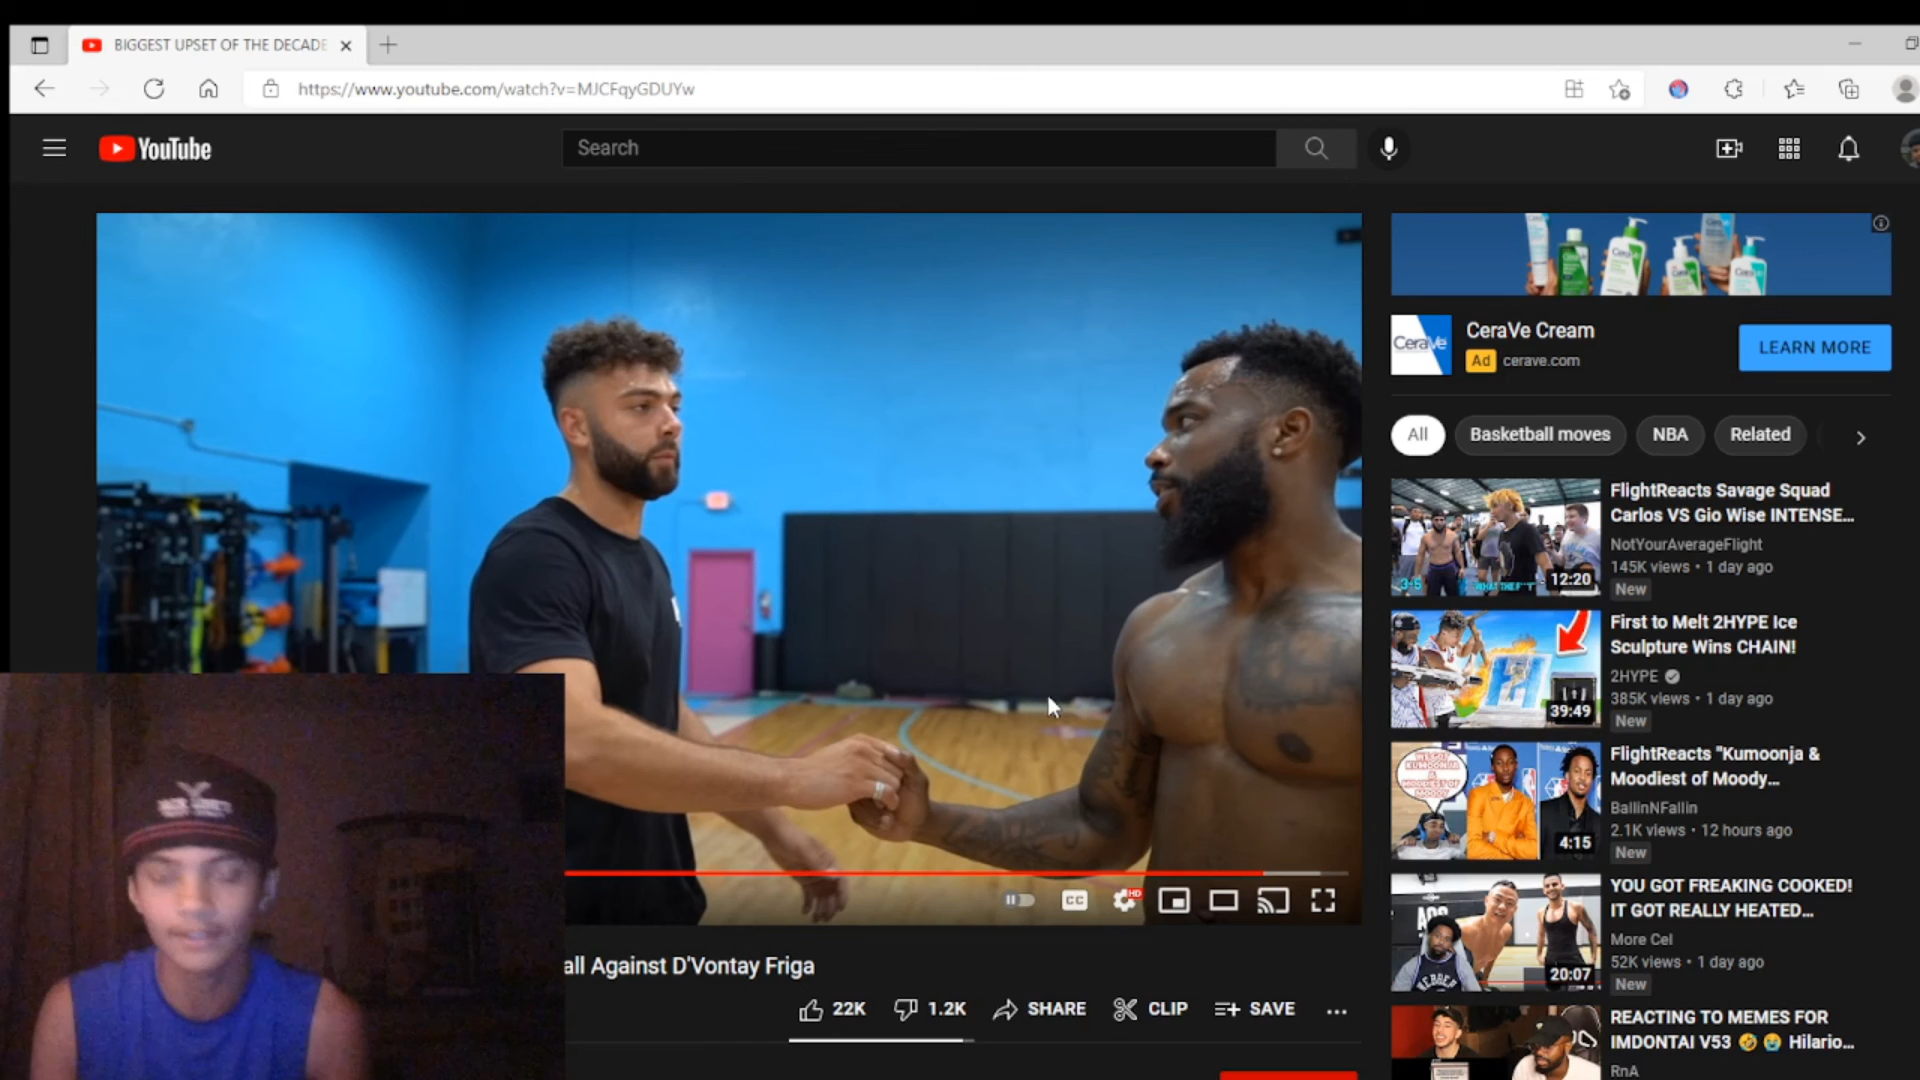 BIGGEST UPSET OF THE DECADE
https://www.youtube.com/watch?v=MJCFqyGDUYw
YouTube
Search
CeraVe
CeraVe Cream
Ad cerave.com
LEARN MORE
All
Basketball moves
NBA
Related
FlightReacts Savage Squad
Carlos VS Gio Wise INTENSE...
NotYourAverageFlight
145K views • 1 day ago
New
3-5
12:20
First to Melt 2HYPE Ice
Sculpture Wins CHAIN!
2HYPE
385K views • 1 day ago
New
39:49
FlightReacts "Kumoonja &
Moodiest of Moody...
BallinNFallin
2.1K views • 12 hours ago
New
4:15
YOU GOT FREAKING COOKED!
IT GOT REALLY HEATED...
More Cel
52K views • 1 day ago
New
20:07
REACTING TO MEMES FOR
IMDONTAI V53 🤣 😭 Hilario...
RnA
CC
HD
all Against D'Vontay Friga
22K
1.2K
SHARE
CLIP
SAVE